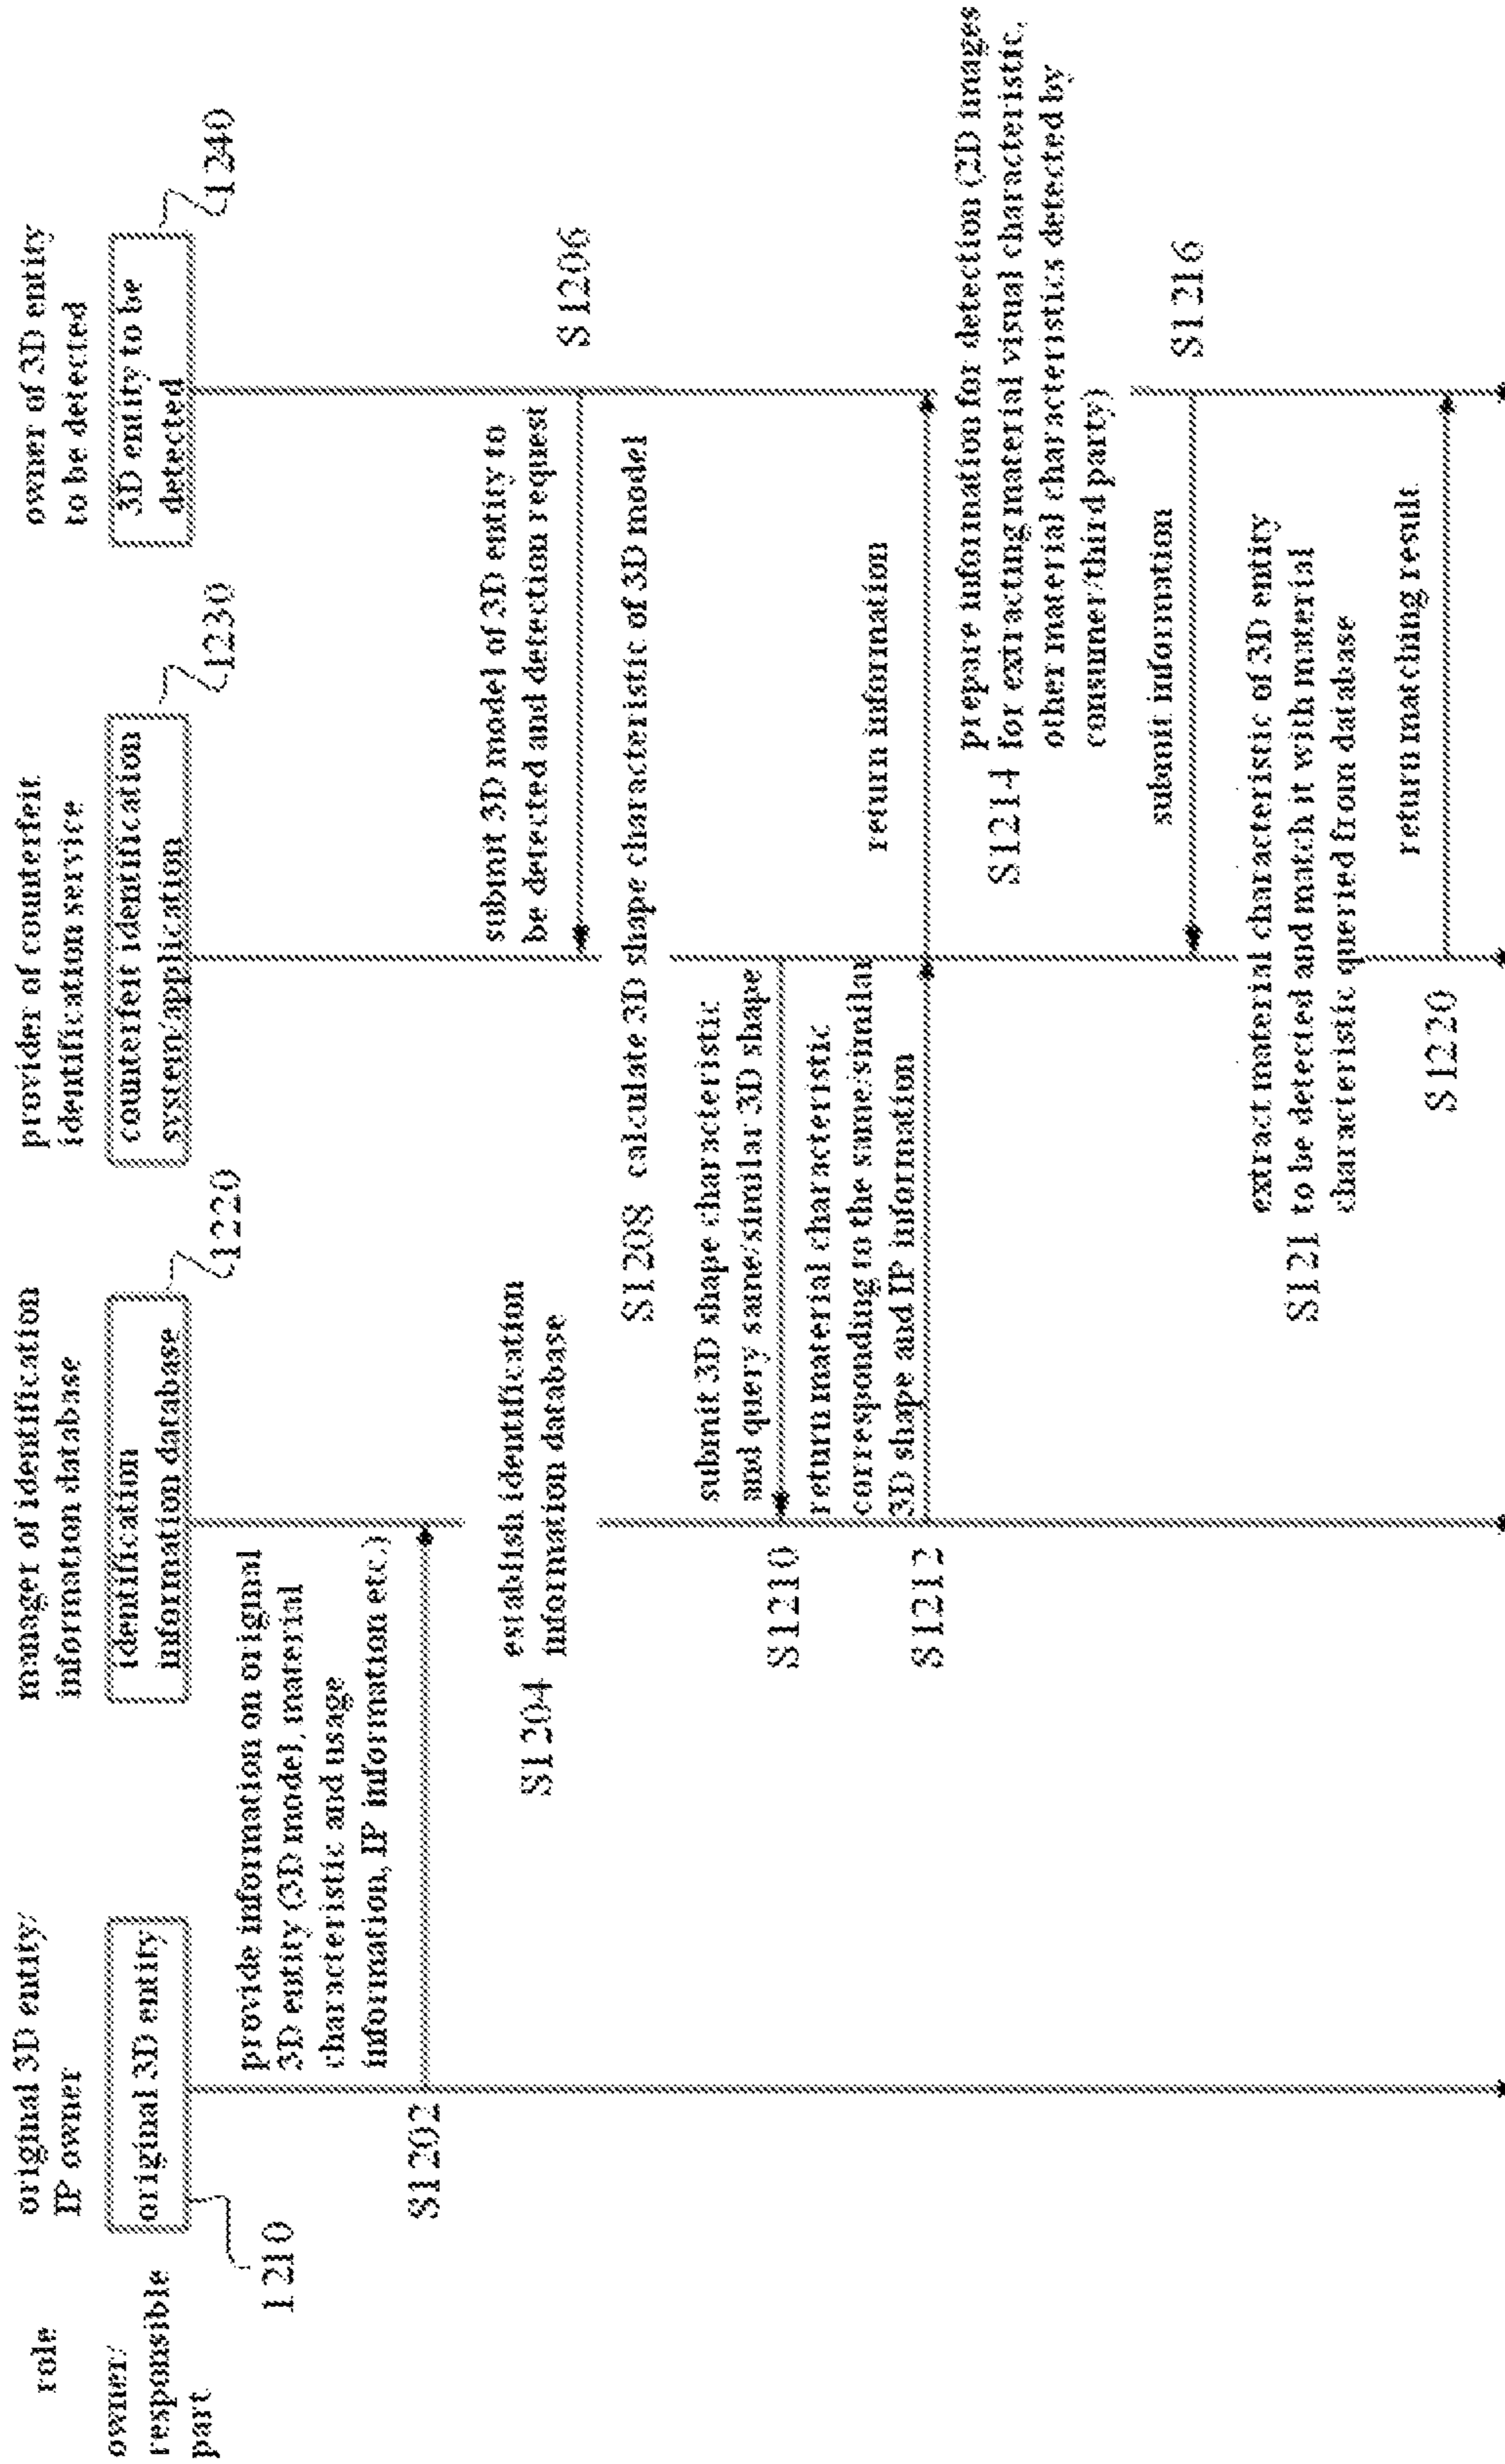 role
owner/
responsible
part
original 3D entity/
IP owner
original 3D entity
1210
manager of identification
information database
identification
information database
1220
provider of counterfeit
identification service
counterfeit identification
system/application
1230
owner of 3D entity
to be detected
3D entity to be
detected
1240
provide information on original
3D entity (3D model, material
characteristic and usage
information, IP information etc.)
S1202
S1204
establish identification
information database
submit 3D model of 3D entity to
be detected and detection request
S1206
S1208 calculate 3D shape characteristic of 3D model
submit 3D shape characteristic
and query same/similar 3D shape
S1210
return material characteristic
corresponding to the same/similar
3D shape and IP information
S1212
return information
prepare information for detection (2D images
S1214 for extracting material visual characteristic,
other material characteristics detected by
consumer/third party)
submit information
S1216
extract material characteristic of 3D entity
S121 to be detected and match it with material
characteristic queried from database
return matching result
S1220